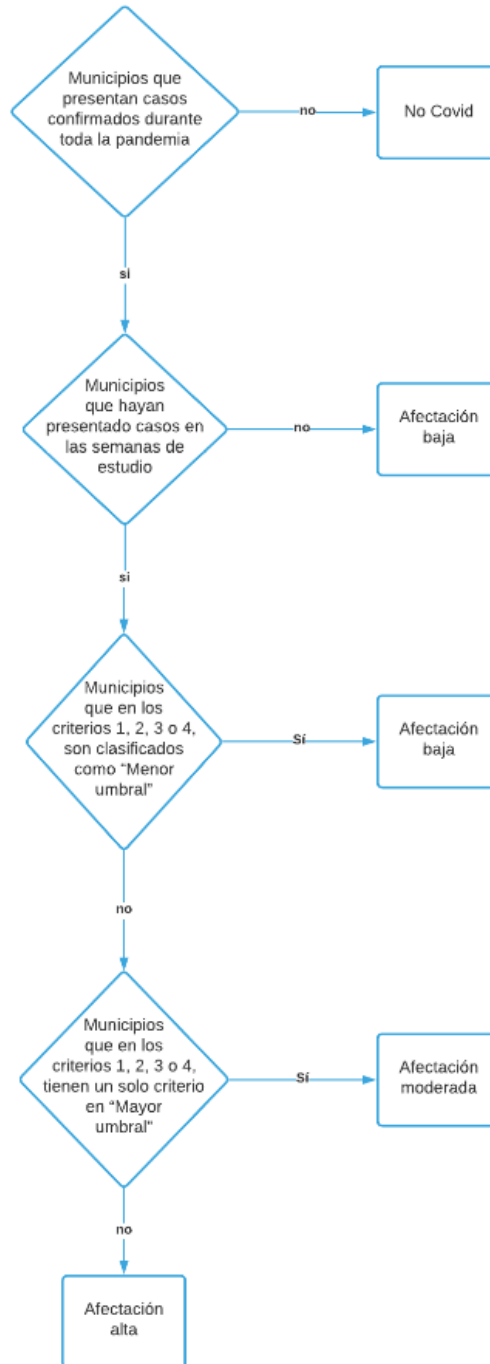 Municipios que
presentan casos
confirmados durante
toda la pandemia
no
No Covid
si
Municipios
que hayan
presentado casos en
las semanas de
estudio
no
Afectación
baja
si
Municipios
que en los
criterios 1, 2, 3 o 4,
son clasificados
como “Menor
umbral”
Sí
Afectación
baja
no
Municipios
que en los
criterios 1, 2, 3 o 4,
tienen un solo criterio
en “Mayor
umbral"
Sí
Afectación
moderada
no
Afectación
alta